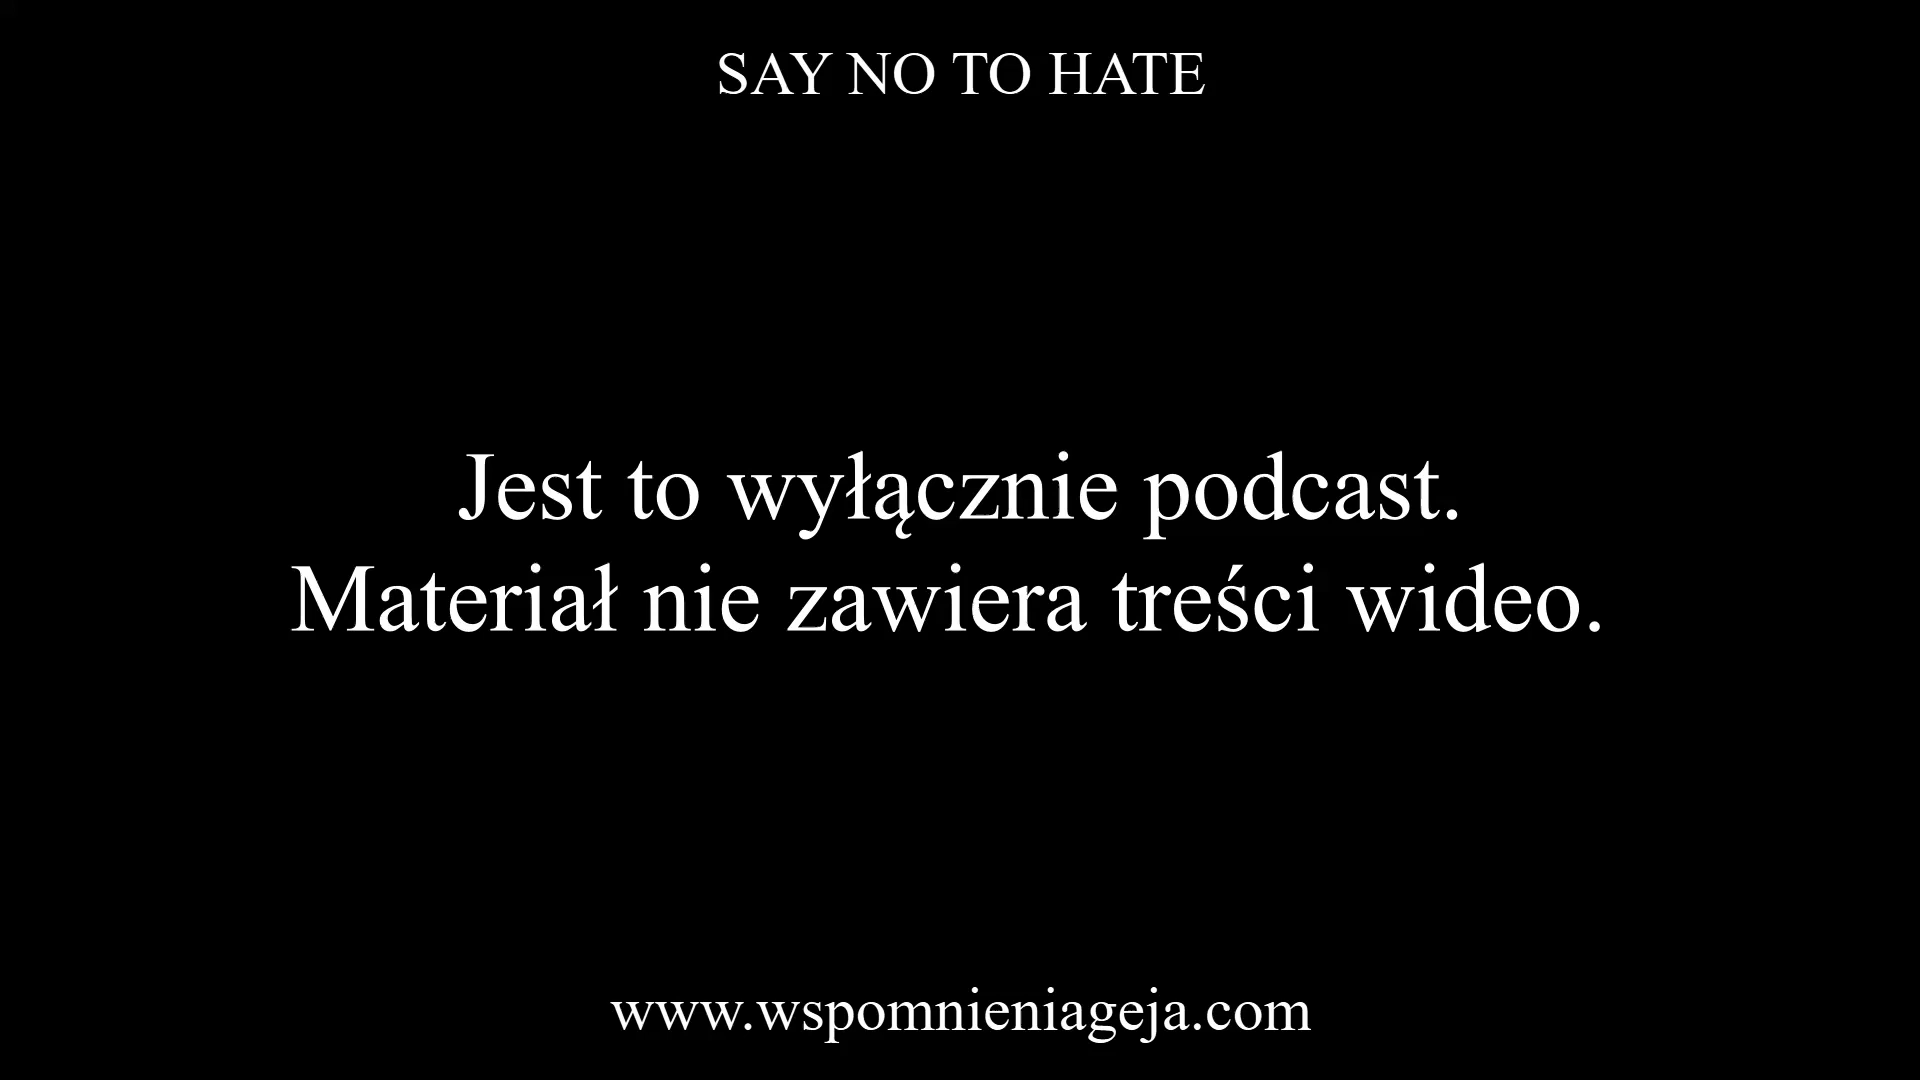 SAY NO TO HATE
Jest to wyłącznie podcast.
Materiał nie zawiera treści wideo.
www.wspomnieniageja.com